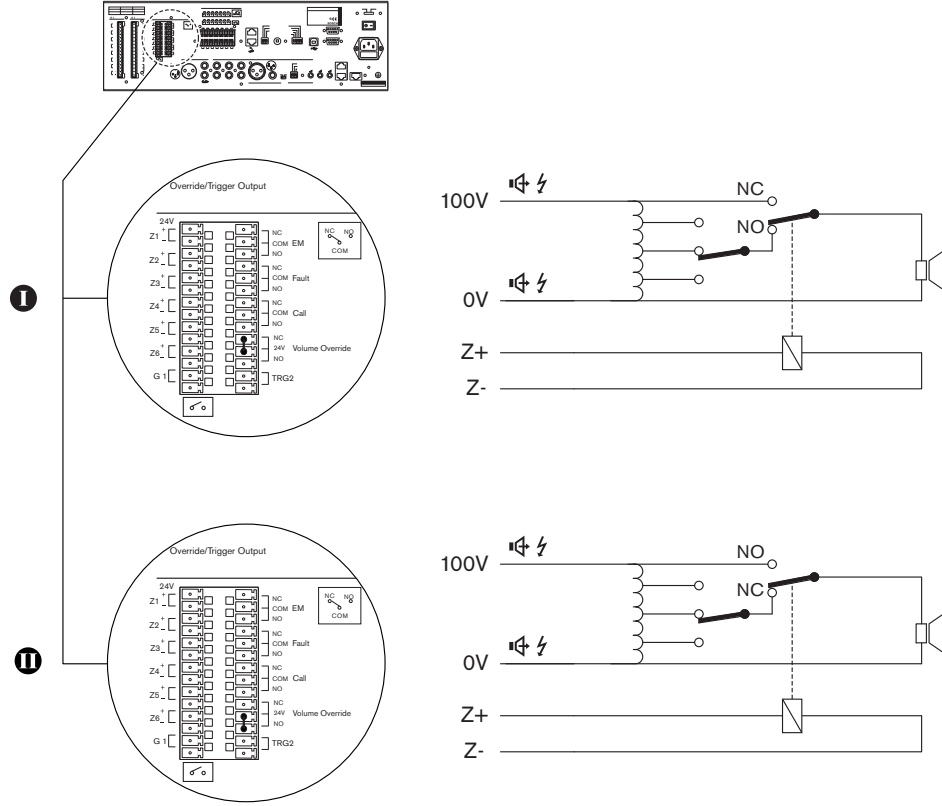 I
Override/Trigger Output
24V
Z1 + -
Z2 + -
Z3 + -
Z4 + -
Z5 + -
Z6 + -
G 1
NC
COM EM
NO
NC
COM Fault
NO
NC
COM Call
NO
NC
24V Volume Override
NO
TRG2
NC NO
COM
100V
NC
NO
0V
Z+
Z-
II
Override/Trigger Output
24V
Z1 + -
Z2 + -
Z3 + -
Z4 + -
Z5 + -
Z6 + -
G 1
NC
COM EM
NO
NC
COM Fault
NO
NC
COM Call
NO
NC
24V Volume Override
NO
TRG2
NC NO
COM
100V
NO
NC
0V
Z+
Z-